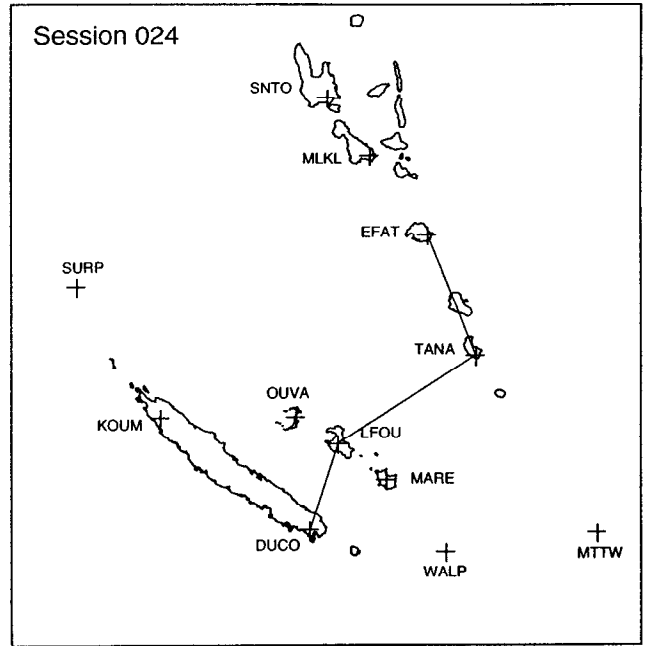 Session 024
SNTO
MLKL
EFAT
SURP
TANA
OUVA
KOUM
LFOU
MARE
DUCO
WALP
MTTW